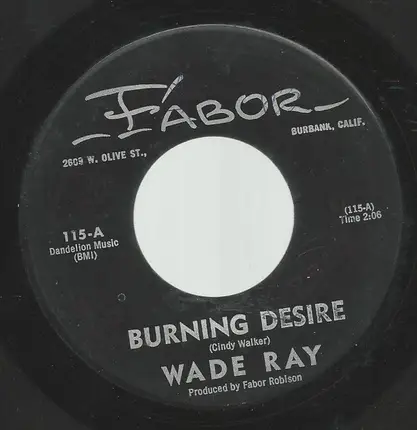 FABOR
2609 W. OLIVE ST.,
BURBANK, CALIF.
115-A
Dandelion Music
(BMI)
(115-A)
Time 2:06
BURNING DESIRE
(Cindy Walker)
WADE RAY
Produced by Fabor Robison